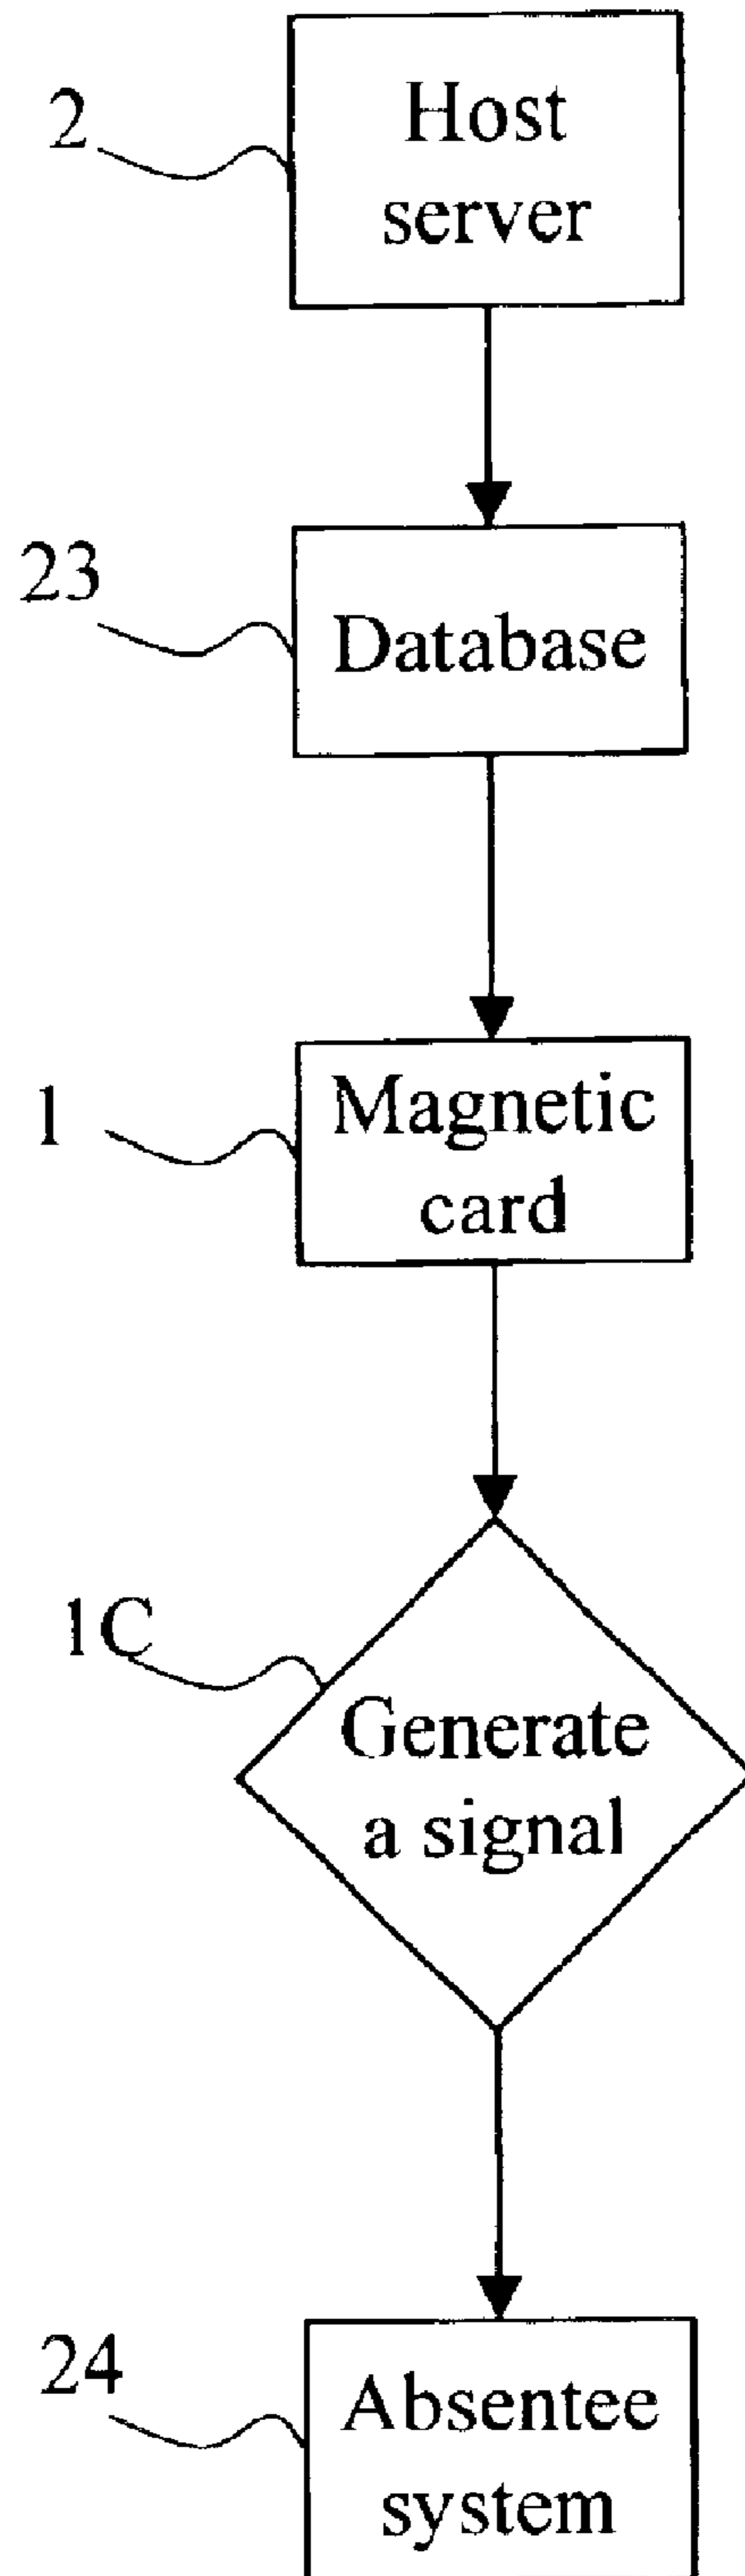 2
Host
server
23
Database
1
Magnetic
card
1C
Generate
a signal
24
Absentee
system